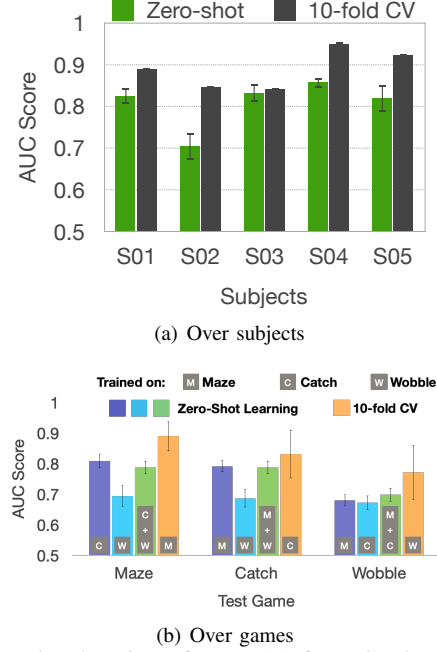 Zero-shot 10-fold CV
1
0.9
0.8
0.7
0.6
0.5
AUC Score
S01 S02 S03 S04 S05
Subjects
(a) Over subjects
Trained on: M Maze C Catch W Wobble
Zero-Shot Learning 10-fold CV
1
0.9
0.8
0.7
0.6
0.5
AUC Score
C W C + W M
M W M + W C
M C M + C W
Maze Catch Wobble
Test Game
(b) Over games